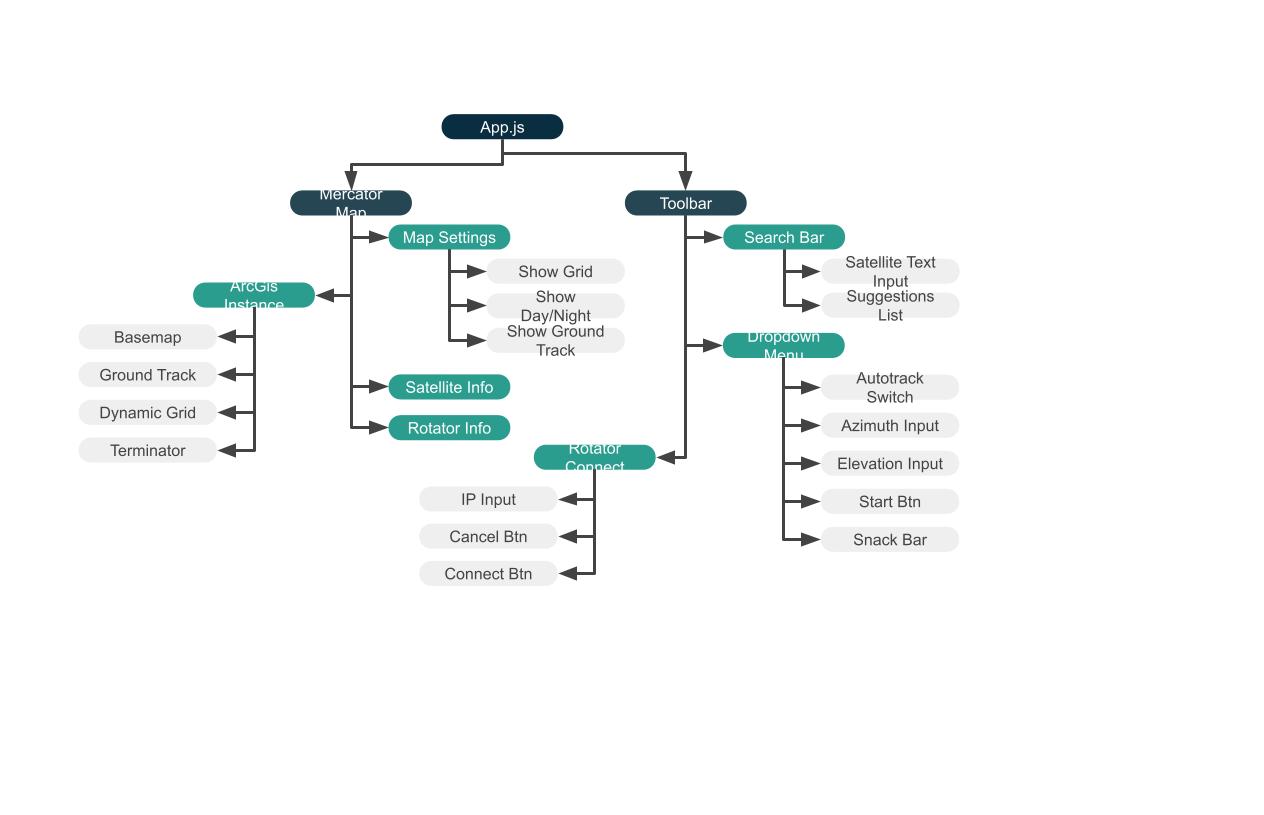 App.js
Mercator
Map
Toolbar
Map Settings
Search Bar
Show Grid
Satellite Text
Input
ArcGis
Instance
Show
Day/Night
Suggestions
List
Basemap
Show Ground
Track
Dropdown
Menu
Ground Track
Satellite Info
Autotrack
Switch
Dynamic Grid
Rotator Info
Azimuth Input
Terminator
Rotator
Connect
Elevation Input
IP Input
Start Btn
Cancel Btn
Snack Bar
Connect Btn